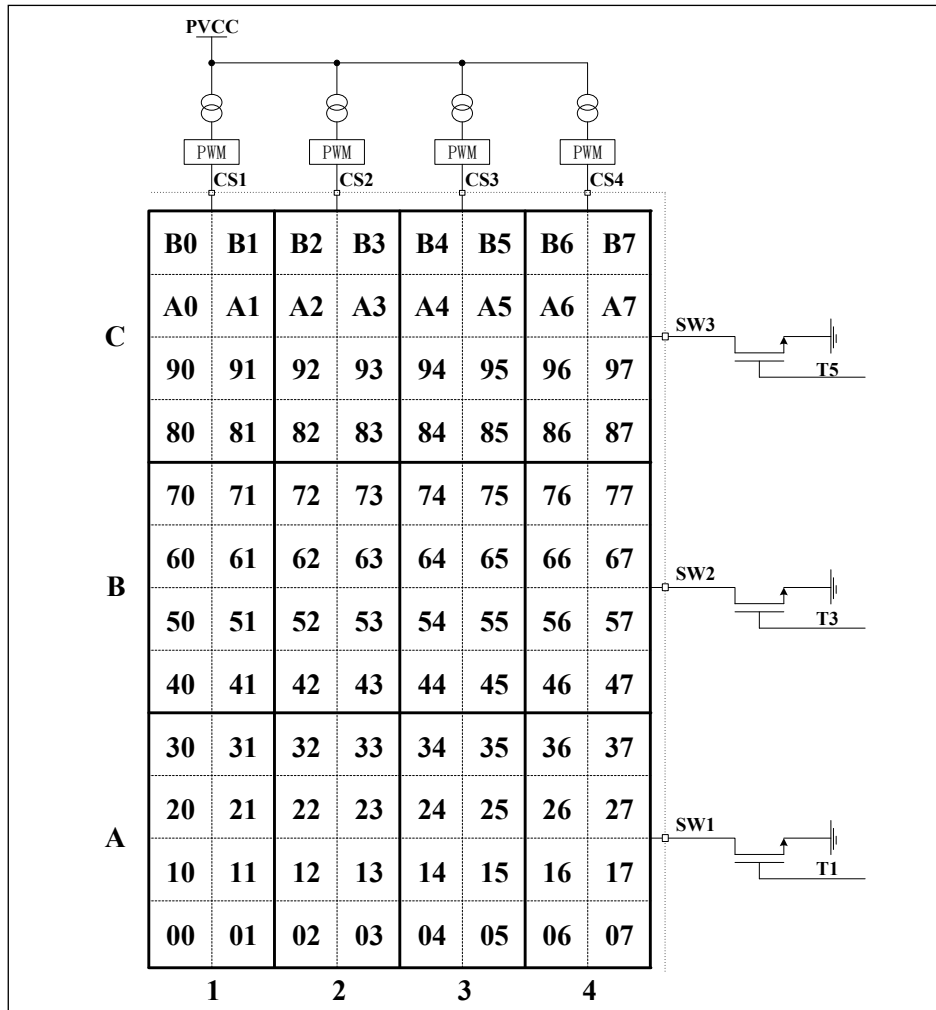 PVCC
PWM PWM PWM PWM
CS1 CS2 CS3 CS4
B0 B1 B2 B3 B4 B5 B6 B7
A0 A1 A2 A3 A4 A5 A6 A7
C
SW3
T5
90 91 92 93 94 95 96 97
80 81 82 83 84 85 86 87
70 71 72 73 74 75 76 77
60 61 62 63 64 65 66 67
B
SW2
T3
50 51 52 53 54 55 56 57
40 41 42 43 44 45 46 47
30 31 32 33 34 35 36 37
20 21 22 23 24 25 26 27
A
SW1
T1
10 11 12 13 14 15 16 17
00 01 02 03 04 05 06 07
1 2 3 4